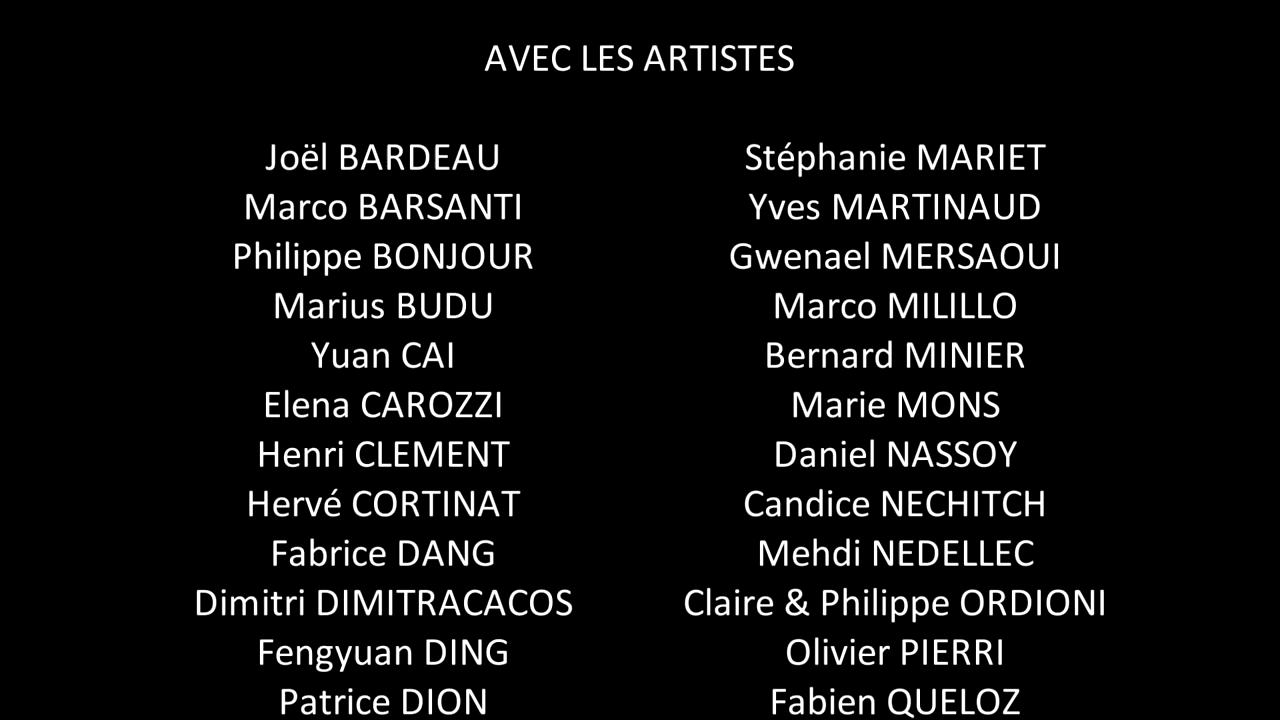 AVEC LES ARTISTES
Joël BARDEAU
Marco BARSANTI
Philippe BONJOUR
Marius BUDU
Yuan CAI
Elena CAROZZI
Henri CLEMENT
Hervé CORTINAT
Fabrice DANG
Dimitri DIMITRACACOS
Fengyuan DING
Patrice DION
Stéphanie MARIET
Yves MARTINAUD
Gwenael MERSAOUI
Marco MILILLO
Bernard MINIER
Marie MONS
Daniel NASSOY
Candice NECHITCH
Mehdi NEDELLEC
Claire & Philippe ORDIONI
Olivier PIERRI
Fabien QUELOZ